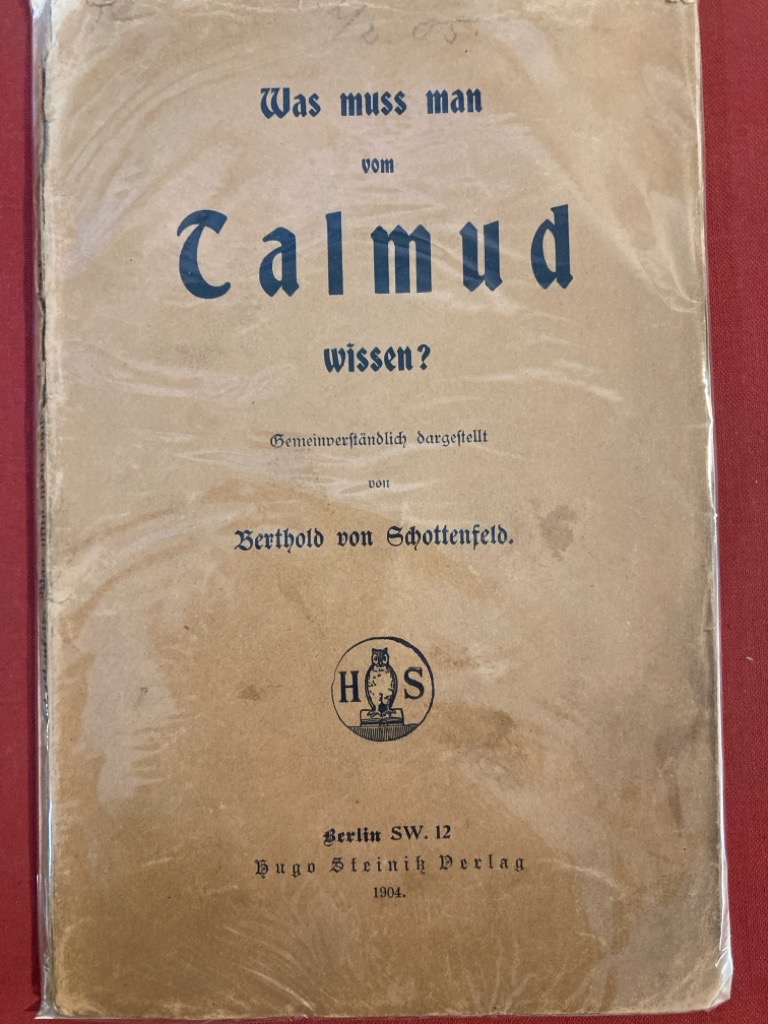 Was muss man
vom
Talmud
wissen?
Gemeinverständlich dargestellt
von
Berthold von Schottenfeld.
H S
Berlin SW. 12
Hugo Steinitz Verlag
1904.